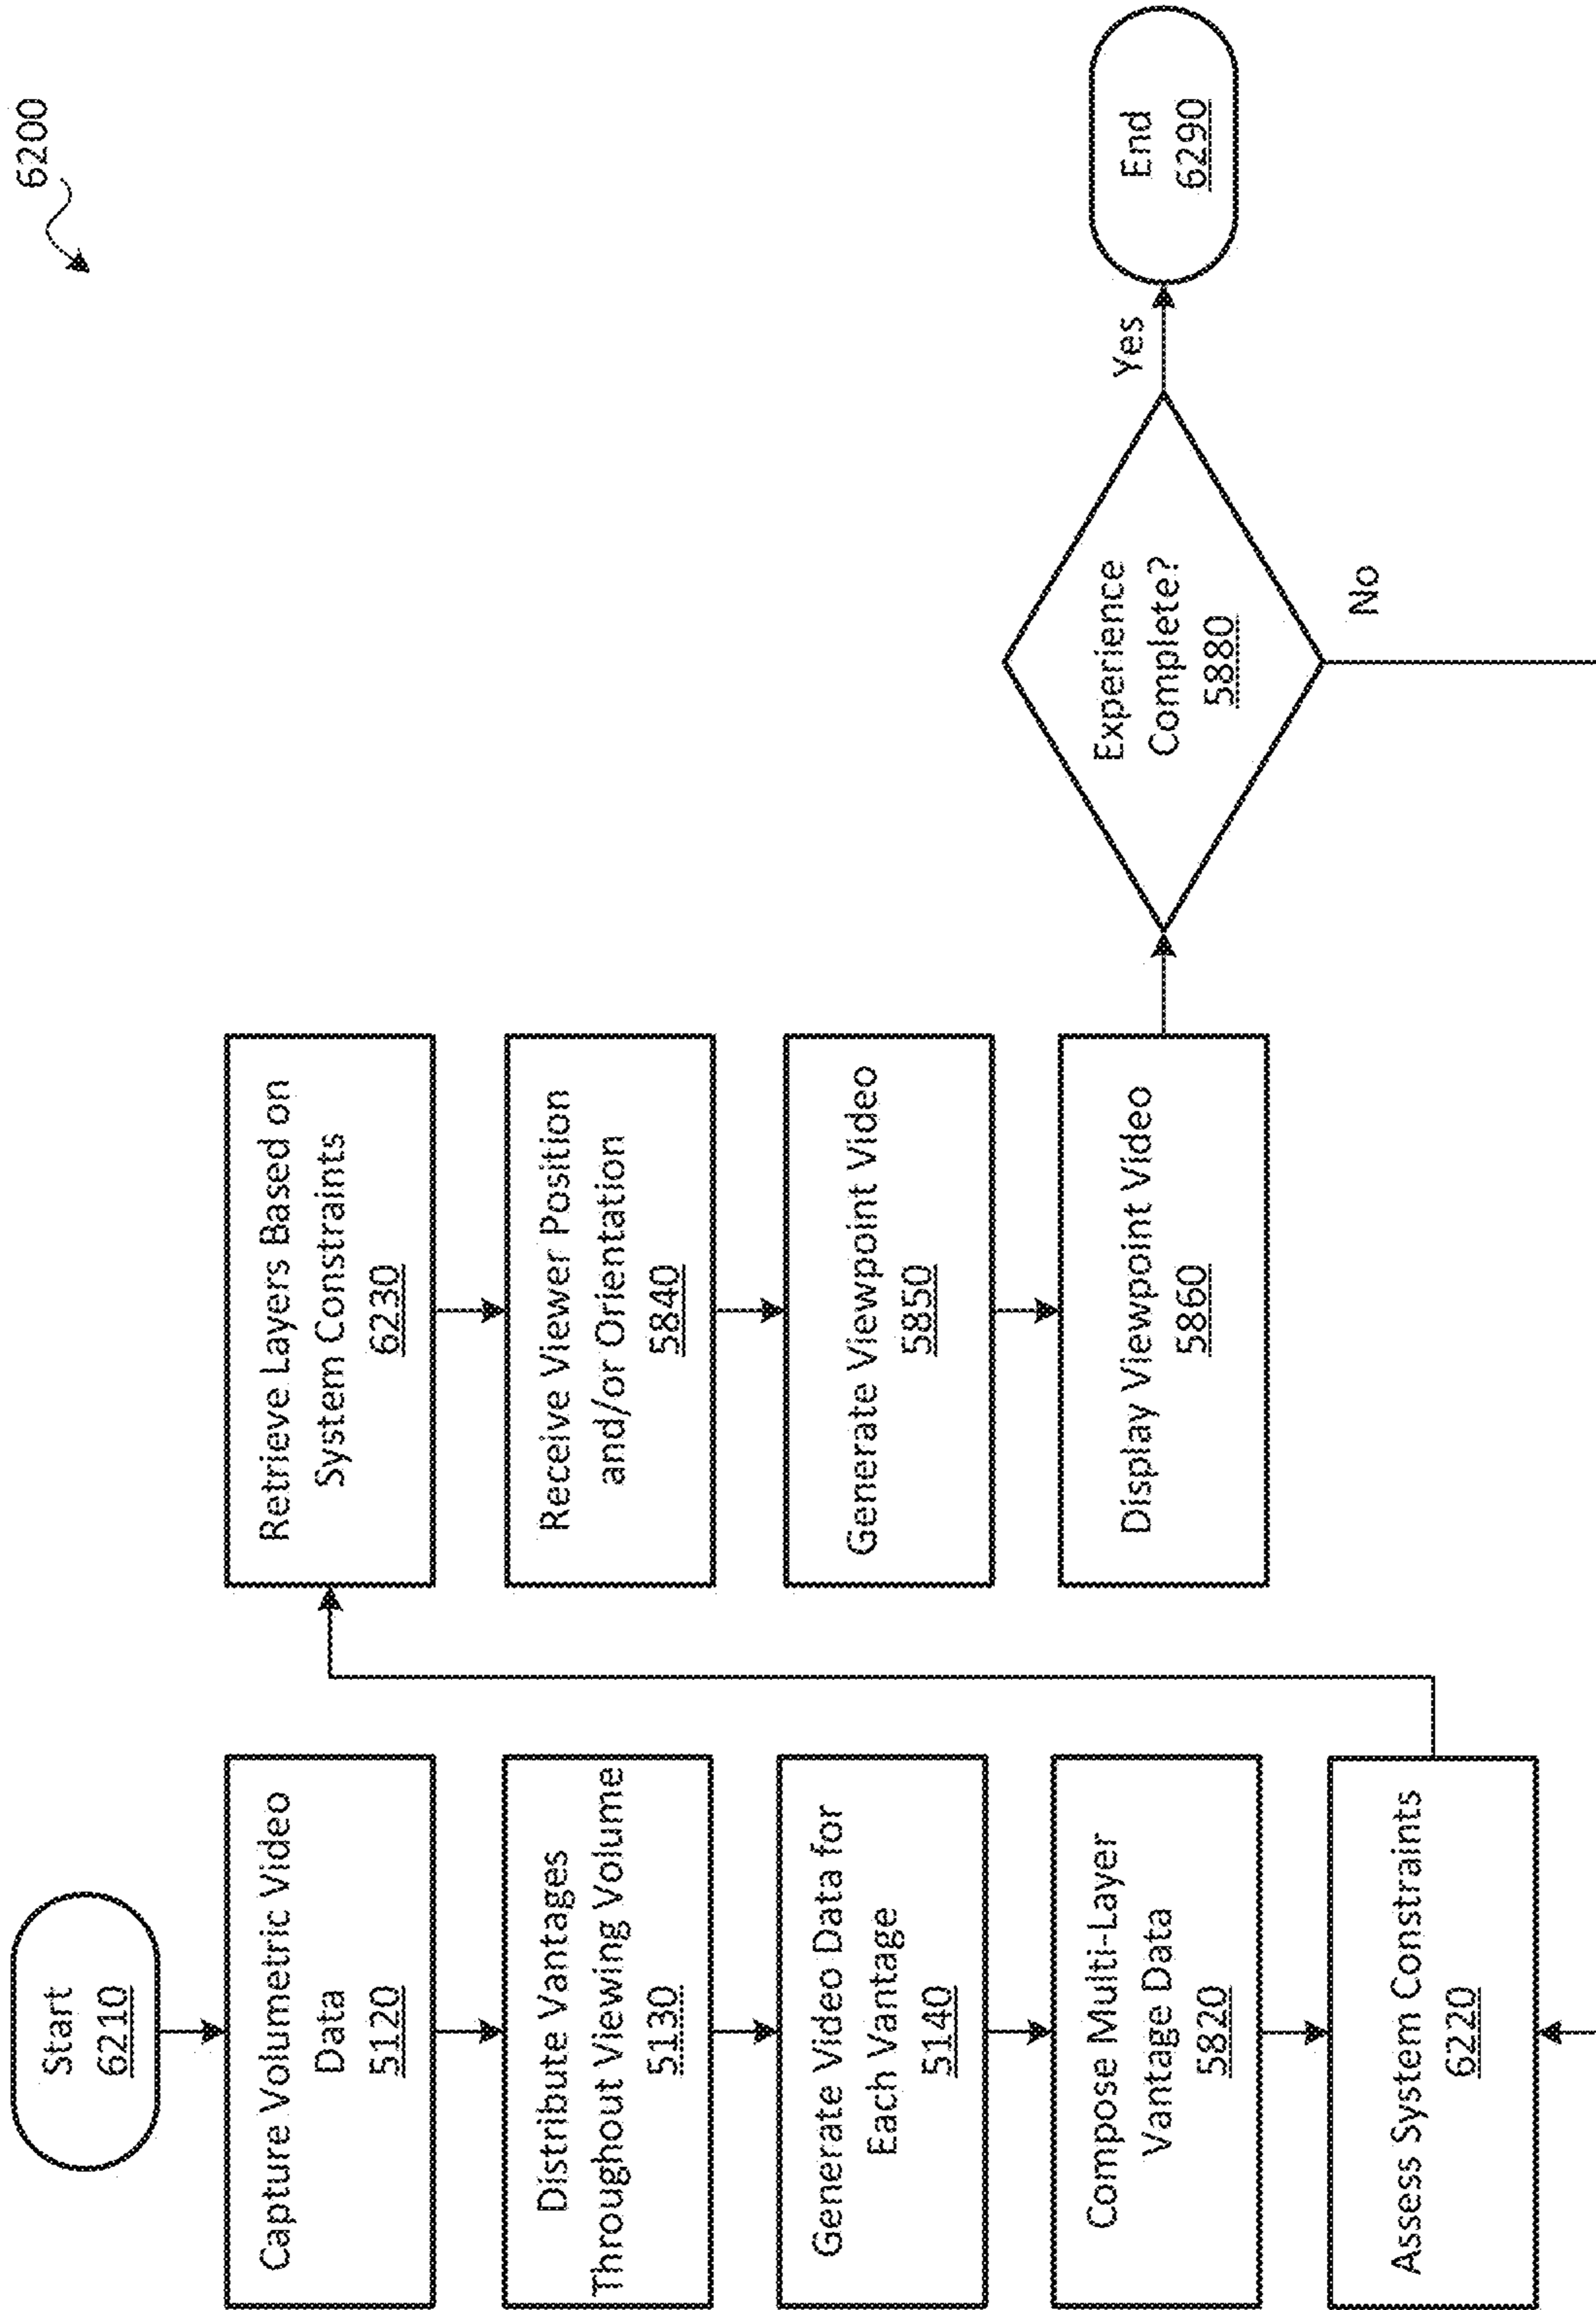 6200
Start
6210
Capture Volumetric Video
Data
5120
Distribute Vantages
Throughout Viewing Volume
5130
Generate Video Data for
Each Vantage
5140
Compose Multi-Layer
Vantage Data
5820
Assess System Constraints
6220
Retrieve Layers Based on
System Constraints
6230
Receive Viewer Position
and/or Orientation
5840
Generate Viewpoint Video
5850
Display Viewpoint Video
5860
Experience
Complete?
5880
Yes
No
End
6290